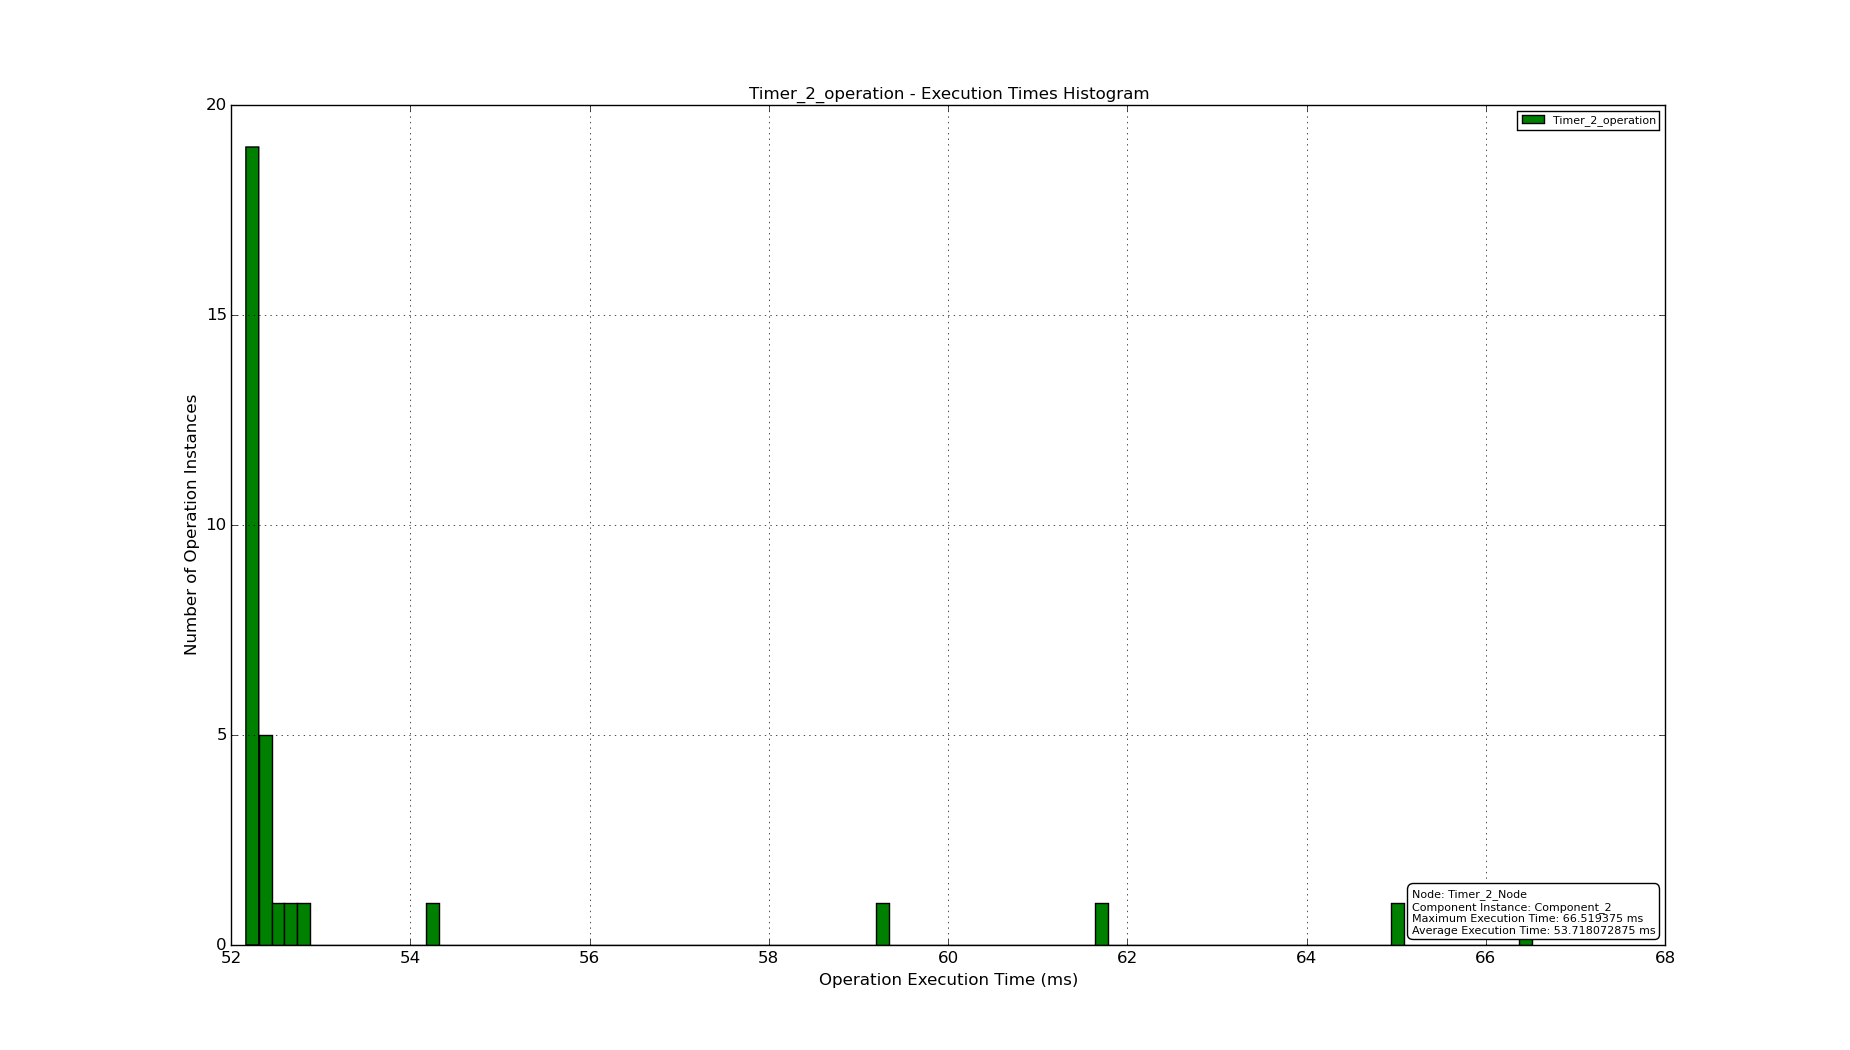 Timer_2_operation - Execution Times Histogram
Timer_2_operation
20
15
10
5
0
Number of Operation Instances
Node: Timer_2_Node
Component Instance: Component_2
Maximum Execution Time: 66.519375 ms
Average Execution Time: 53.718072875 ms
52 54 56 58 60 62 64 66 68
Operation Execution Time (ms)